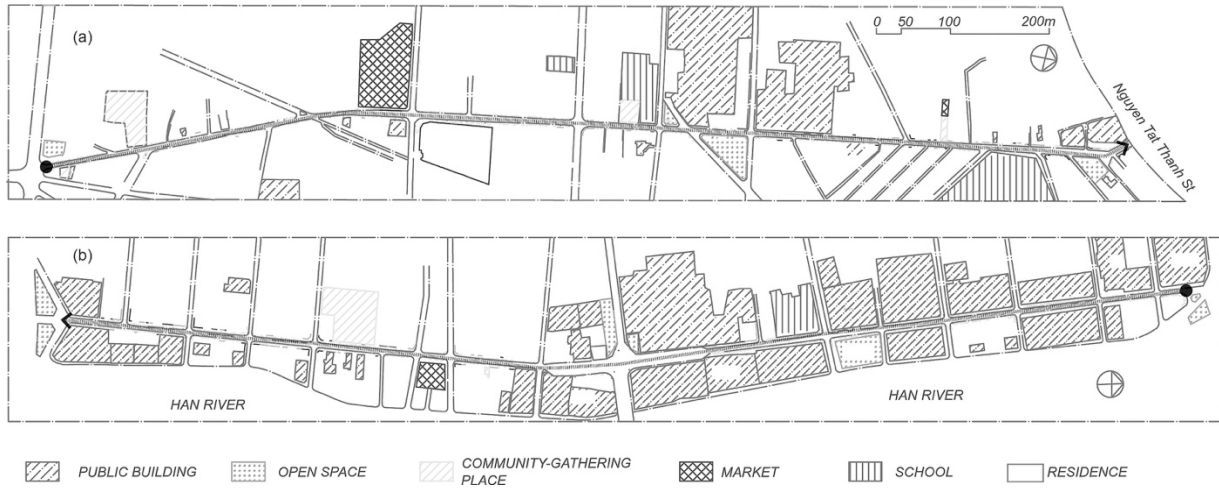 (a)
0 50 100 200m
Nguyen Tat Thanh St
(b)
HAN RIVER
HAN RIVER
PUBLIC BUILDING
OPEN SPACE
COMMUNITY-GATHERING
PLACE
MARKET
SCHOOL
RESIDENCE